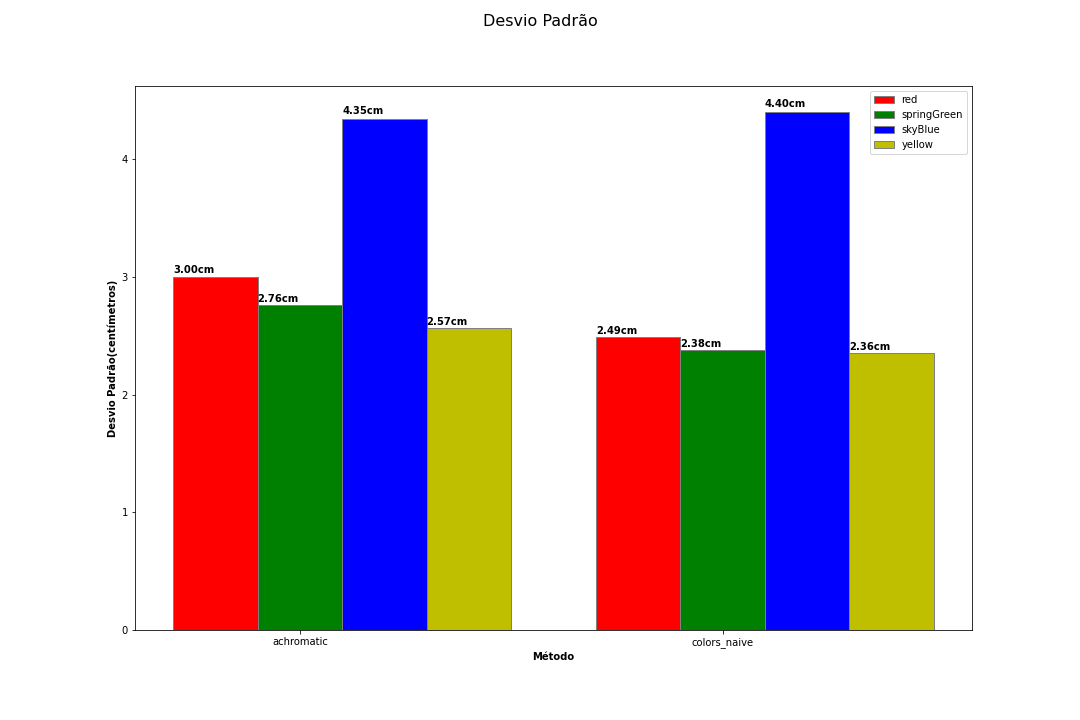 Desvio Padrão
red
springGreen
skyBlue
yellow
4.35cm
4.40cm
3.00cm
2.76cm
2.57cm
2.49cm
2.38cm
2.36cm
4
3
2
1
0
Desvio Padrão(centímetros)
achromatic
colors_naive
Método